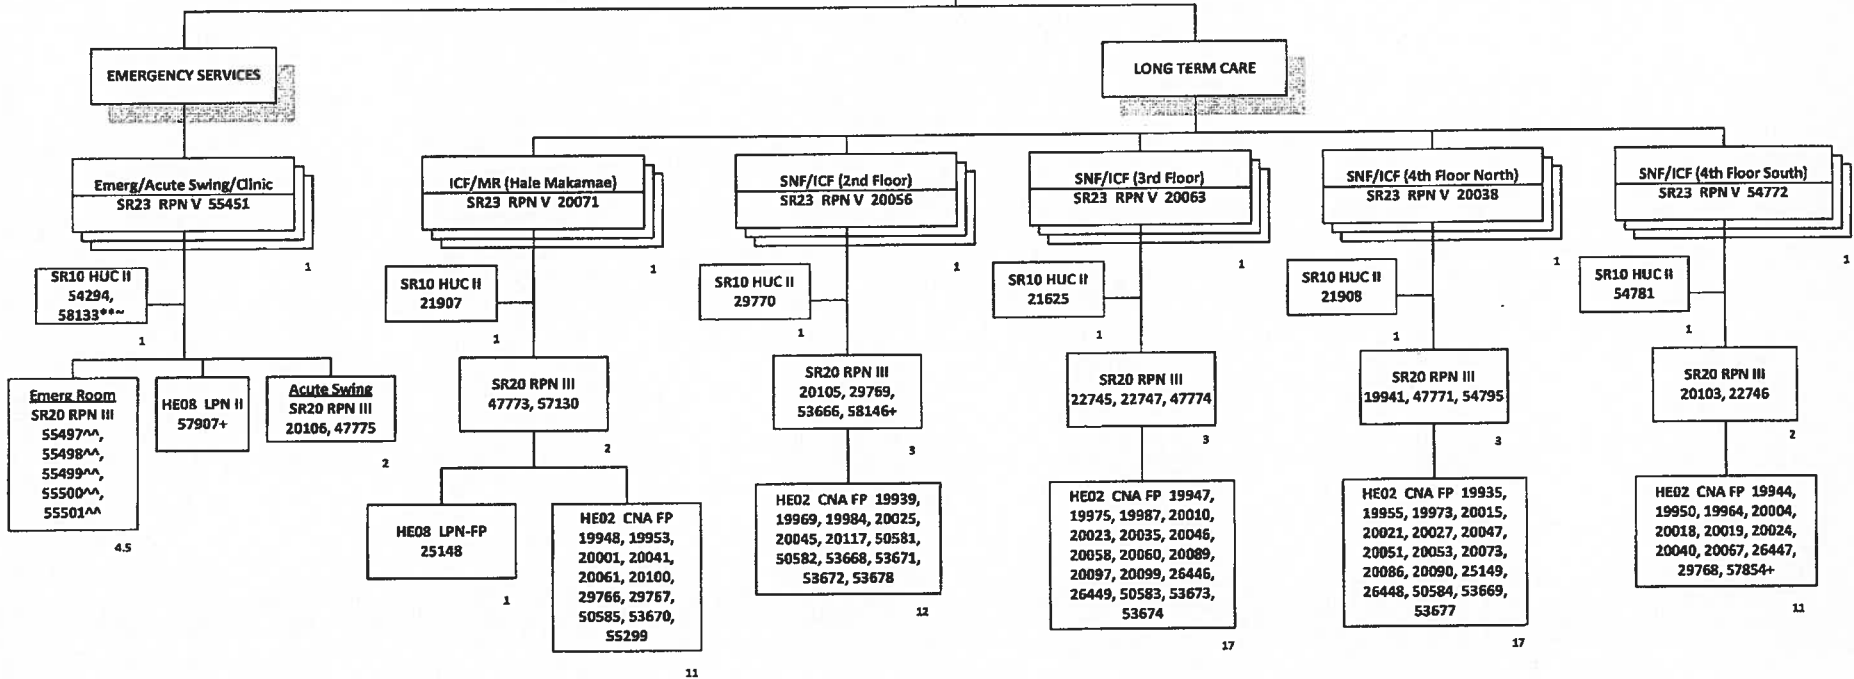 EMERGENCY SERVICES
LONG TERM CARE
Emerg/Acute Swing/Clinic
SR23 RPN V 55451
1
SR10 HUC II
54294,
58133**~
1
Emerg Room
SR20 RPN III
55497^^,
55498^^,
55499^^,
55500^^,
55501^^
4.5
HE08 LPN II
57907+
Acute Swing
SR20 RPN III
20106, 47775
2
ICF/MR (Hale Makamae)
SR23 RPN V 20071
1
SR10 HUC II
21907
1
SR20 RPN III
47773, 57130
2
HE08 LPN-FP
25148
1
HE02 CNA FP
19948, 19953,
20001, 20041,
20061, 20100,
29766, 29767,
50585, 53670,
55299
11
SNF/ICF (2nd Floor)
SR23 RPN V 20056
1
SR10 HUC II
29770
1
SR20 RPN III
20105, 29769,
53666, 58146+
3
HE02 CNA FP 19939,
19969, 19984, 20025,
20045, 20117, 50581,
50582, 53668, 53671,
53672, 53678
12
SNF/ICF (3rd Floor)
SR23 RPN V 20063
1
SR10 HUC II
21625
1
SR20 RPN III
22745, 22747, 47774
3
HE02 CNA FP 19947,
19975, 19987, 20010,
20023, 20035, 20046,
20058, 20060, 20089,
20097, 20099, 26446,
26449, 50583, 53673,
53674
17
SNF/ICF (4th Floor North)
SR23 RPN V 20038
1
SR10 HUC II
21908
1
SR20 RPN III
19941, 47771, 54795
3
HE02 CNA FP 19935,
19955, 19973, 20015,
20021, 20027, 20047,
20051, 20053, 20073,
20086, 20090, 25149,
26448, 50584, 53669,
53677
17
SNF/ICF (4th Floor South)
SR23 RPN V 54772
1
SR10 HUC II
54781
1
SR20 RPN III
20103, 22746
2
HE02 CNA FP 19944,
19950, 19964, 20004,
20018, 20019, 20024,
20040, 20067, 26447,
29768, 57854+
11